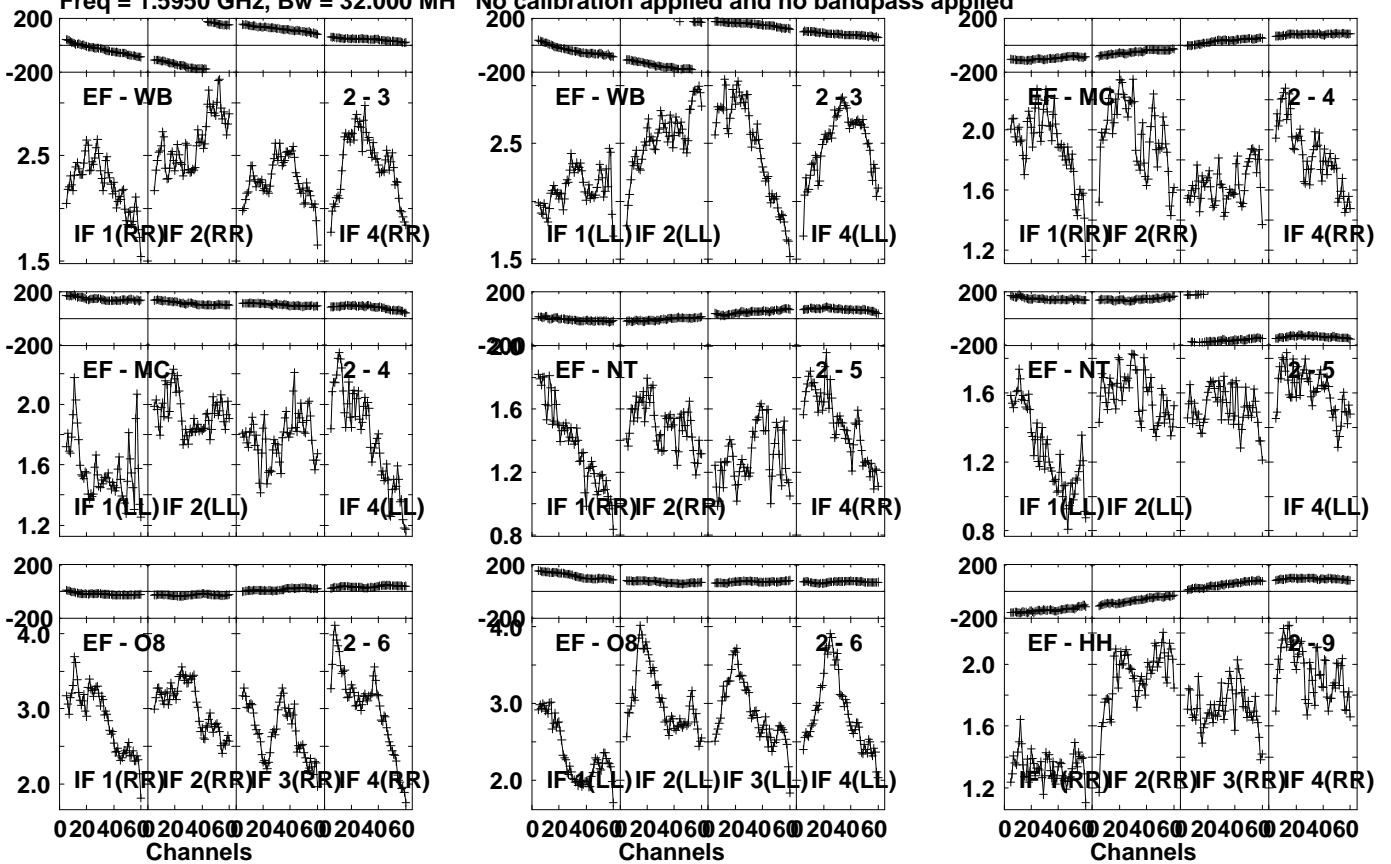 Freq = 1.5950 GHz, Bw = 32.000 MH No calibration applied and no bandpass applied
200
-200
EF - WB 2 - 3
2.5
1.5
IF 1(RR) IF 2(RR) IF 4(RR)
200
-200
EF - WB 2 - 3
2.5
1.5
IF 1(LL) IF 2(LL) IF 4(LL)
200
-200
EF - MC 2 - 4
2.0
1.6
1.2
IF 1(RR) IF 2(RR) IF 4(RR)
200
-200
EF - MC 2 - 4
2.0
1.6
1.2
IF 1(LL) IF 2(LL) IF 4(LL)
200
-200
2.0
EF - NT 2 - 5
1.6
1.2
0.8
IF 1(RR) IF 2(RR) IF 4(RR)
200
-200
EF - NT 2 - 5
1.6
1.2
0.8
IF 1(LL) IF 2(LL) IF 4(LL)
200
-200
4.0
EF - O8 2 - 6
3.0
2.0
IF 1(RR) IF 2(RR) IF 3(RR) IF 4(RR)
0 20 40 60 0 20 40 60 0 20 40 60 0 20 40 60
Channels
200
-200
4.0
EF - O8 2 - 6
3.0
2.0
IF 1(LL) IF 2(LL) IF 3(LL) IF 4(LL)
0 20 40 60 0 20 40 60 0 20 40 60 0 20 40 60
Channels
200
-200
EF - HH 2 - 9
2.0
1.6
1.2
IF 1(RR) IF 2(RR) IF 3(RR) IF 4(RR)
0 20 40 60 0 20 40 60 0 20 40 60 0 20 40 60
Channels